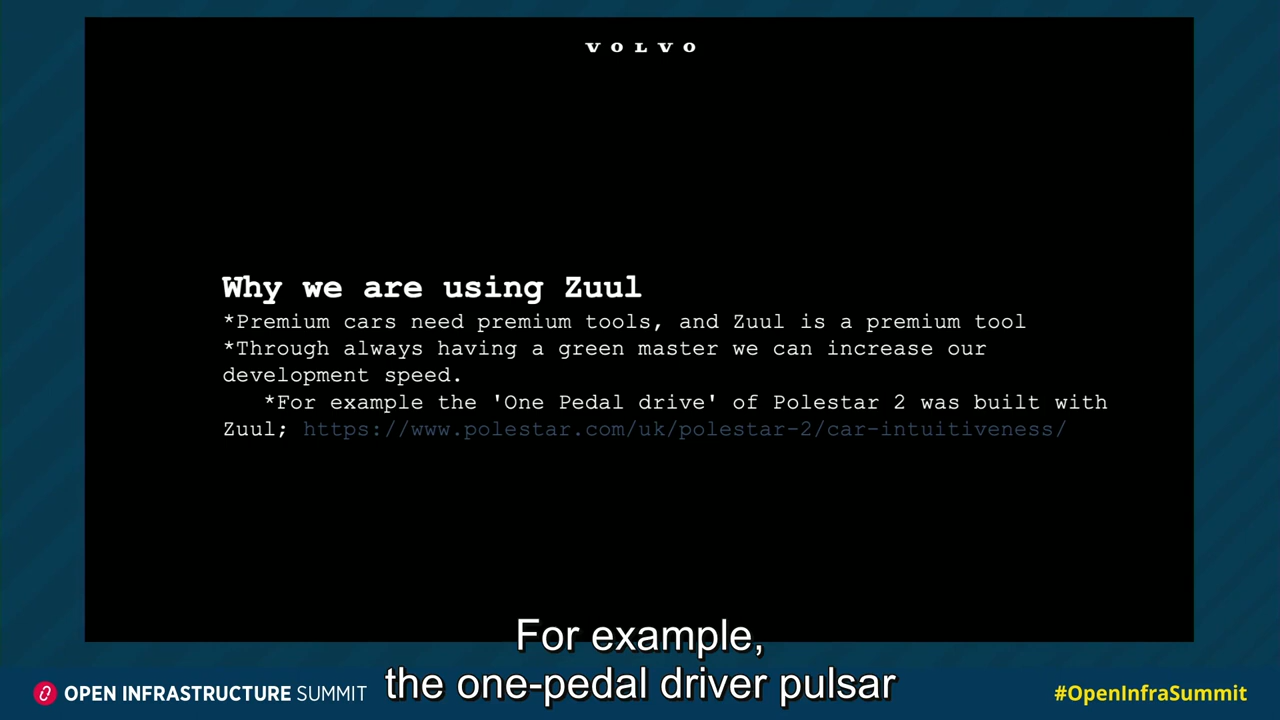 VOLVO
Why we are using Zuul
*Premium cars need premium tools, and Zuul is a premium tool
*Through always having a green master we can increase our
development speed.
*For example the 'One Pedal drive' of Polestar 2 was built with
Zuul; https://www.polestar.com/uk/polestar-2/car-intuitiveness/
For example,
the one-pedal driver pulsar
OPEN INFRASTRUCTURE SUMMIT
#OpenInfraSummit